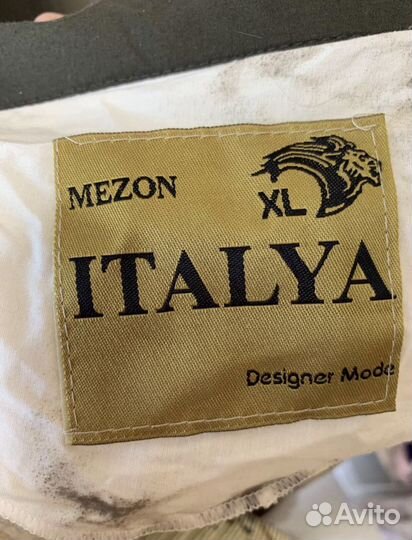 MEZON
XL
ITALYA
Designer Mode
Avito